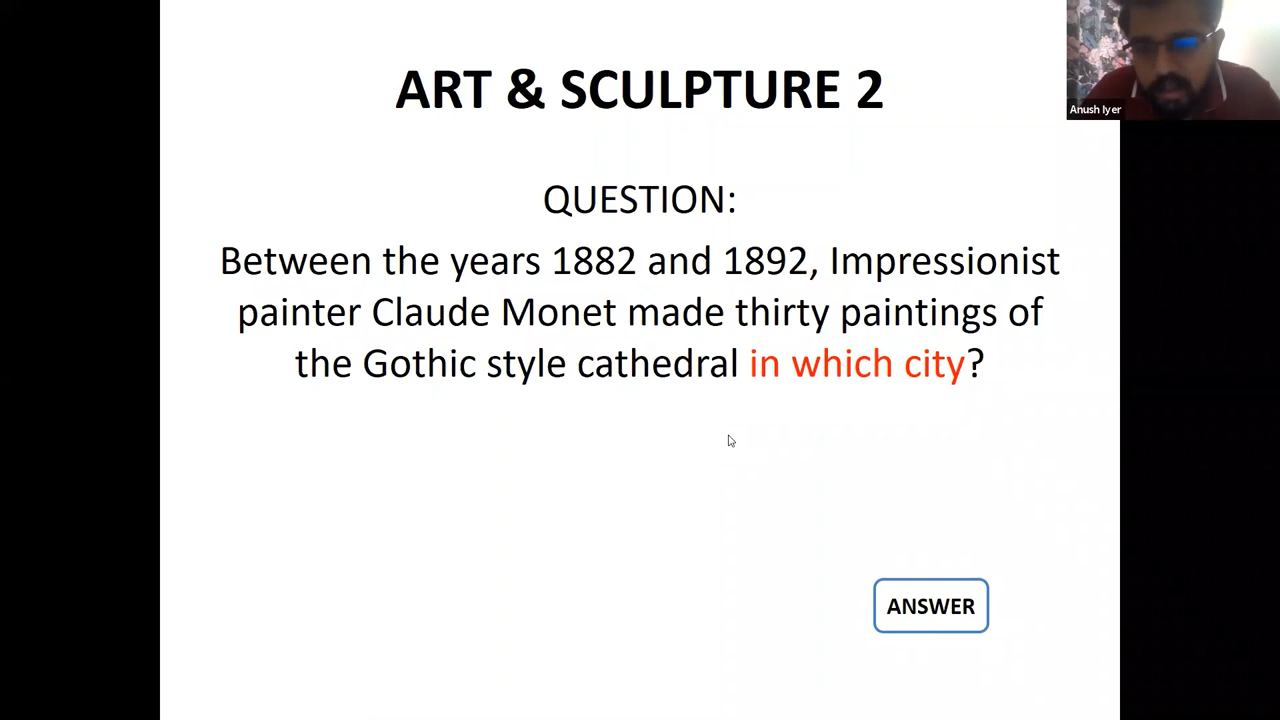 ART & SCULPTURE 2
Anush Iyer
QUESTION:
Between the years 1882 and 1892, Impressionist
painter Claude Monet made thirty paintings of
the Gothic style cathedral in which city?
ANSWER